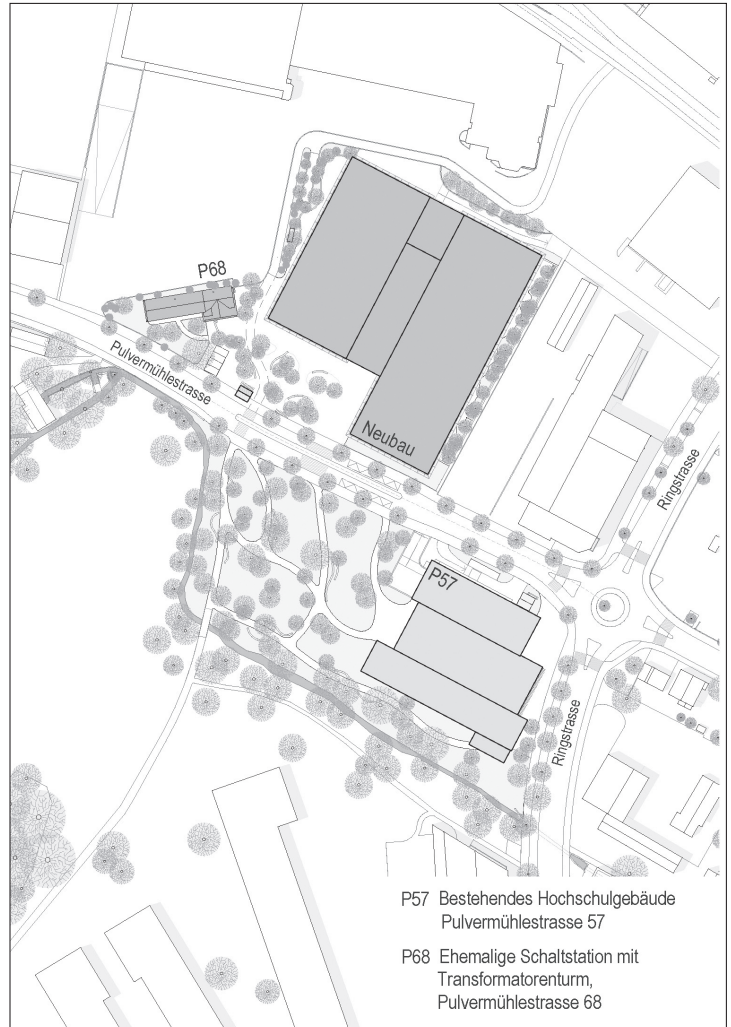 P68
Pulvermühlestrasse
Neubau
Ringstrasse
P57
Ringstrasse
P57 Bestehendes Hochschulgebäude
Pulvermühlestrasse 57
P68 Ehemalige Schaltstation mit
Transformatorenturm,
Pulvermühlestrasse 68